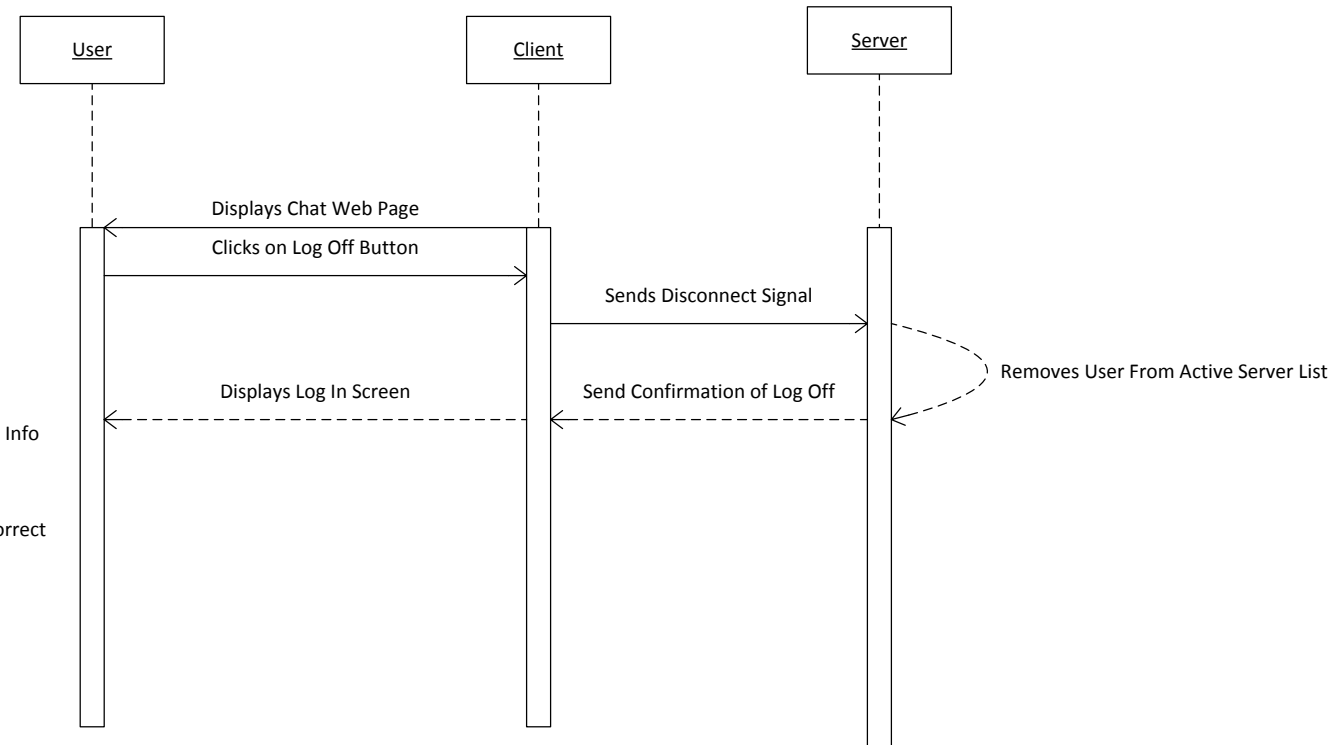 User
Client
Server
Displays Chat Web Page
Clicks on Log Off Button
Sends Disconnect Signal
Removes User From Active Server List
Displays Log In Screen
Send Confirmation of Log Off
Info